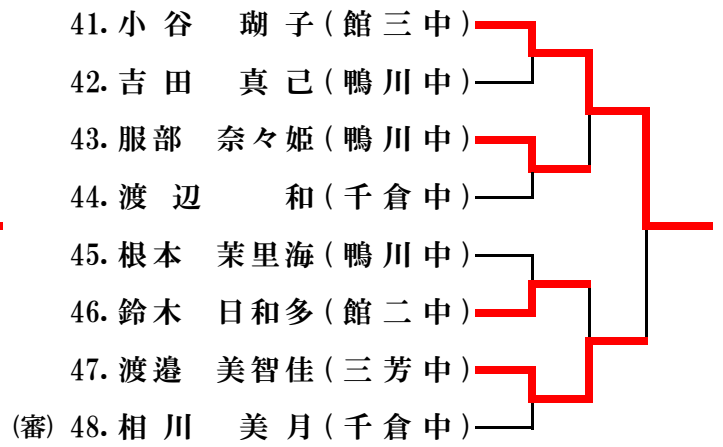 41. 小谷 瑚子(館三中)
42. 吉田 真己(鴨川中)
43. 服部 奈々姫(鴨川中)
44. 渡辺 和(千倉中)
45. 根本 茉里海(鴨川中)
46. 鈴木 日和多(館二中)
47. 渡邉 美智佳(三芳中)
(審) 48. 相川 美月(千倉中)